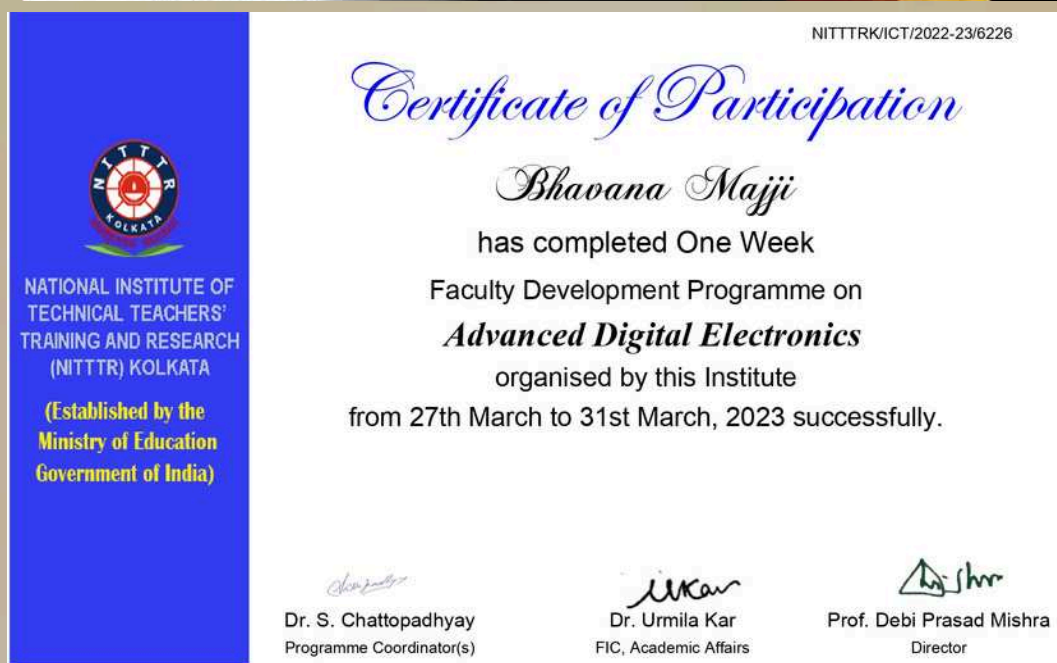 NITTTRK/ICT/2022-23/6226
Certificate of Participation
NITTTR
KOLKATA
NATIONAL INSTITUTE OF
TECHNICAL TEACHERS'
TRAINING AND RESEARCH
(NITTTR) KOLKATA
(Established by the
Ministry of Education
Government of India)
Bhavana Majji
has completed One Week
Faculty Development Programme on
Advanced Digital Electronics
organised by this Institute
from 27th March to 31st March, 2023 successfully.
Dr. S. Chattopadhyay
Programme Coordinator(s)
Dr. Urmila Kar
FIC, Academic Affairs
Prof. Debi Prasad Mishra
Director